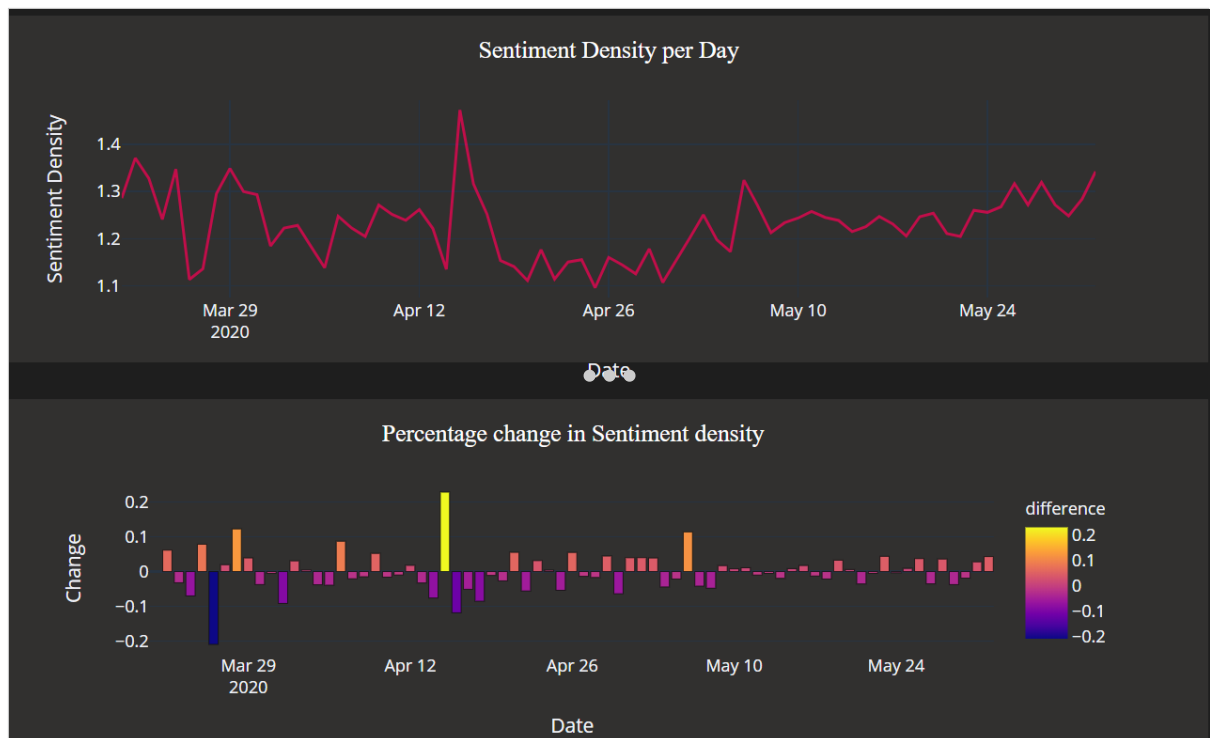 Sentiment Density per Day
Sentiment Density
1.4
1.3
1.2
1.1
Mar 29 Apr 12 Apr 26 May 10 May 24
2020
Date
Percentage change in Sentiment density
Change
0.2
0.1
0
−0.1
−0.2
difference
0.2
0.1
0
−0.1
−0.2
Mar 29 Apr 12 Apr 26 May 10 May 24
2020
Date